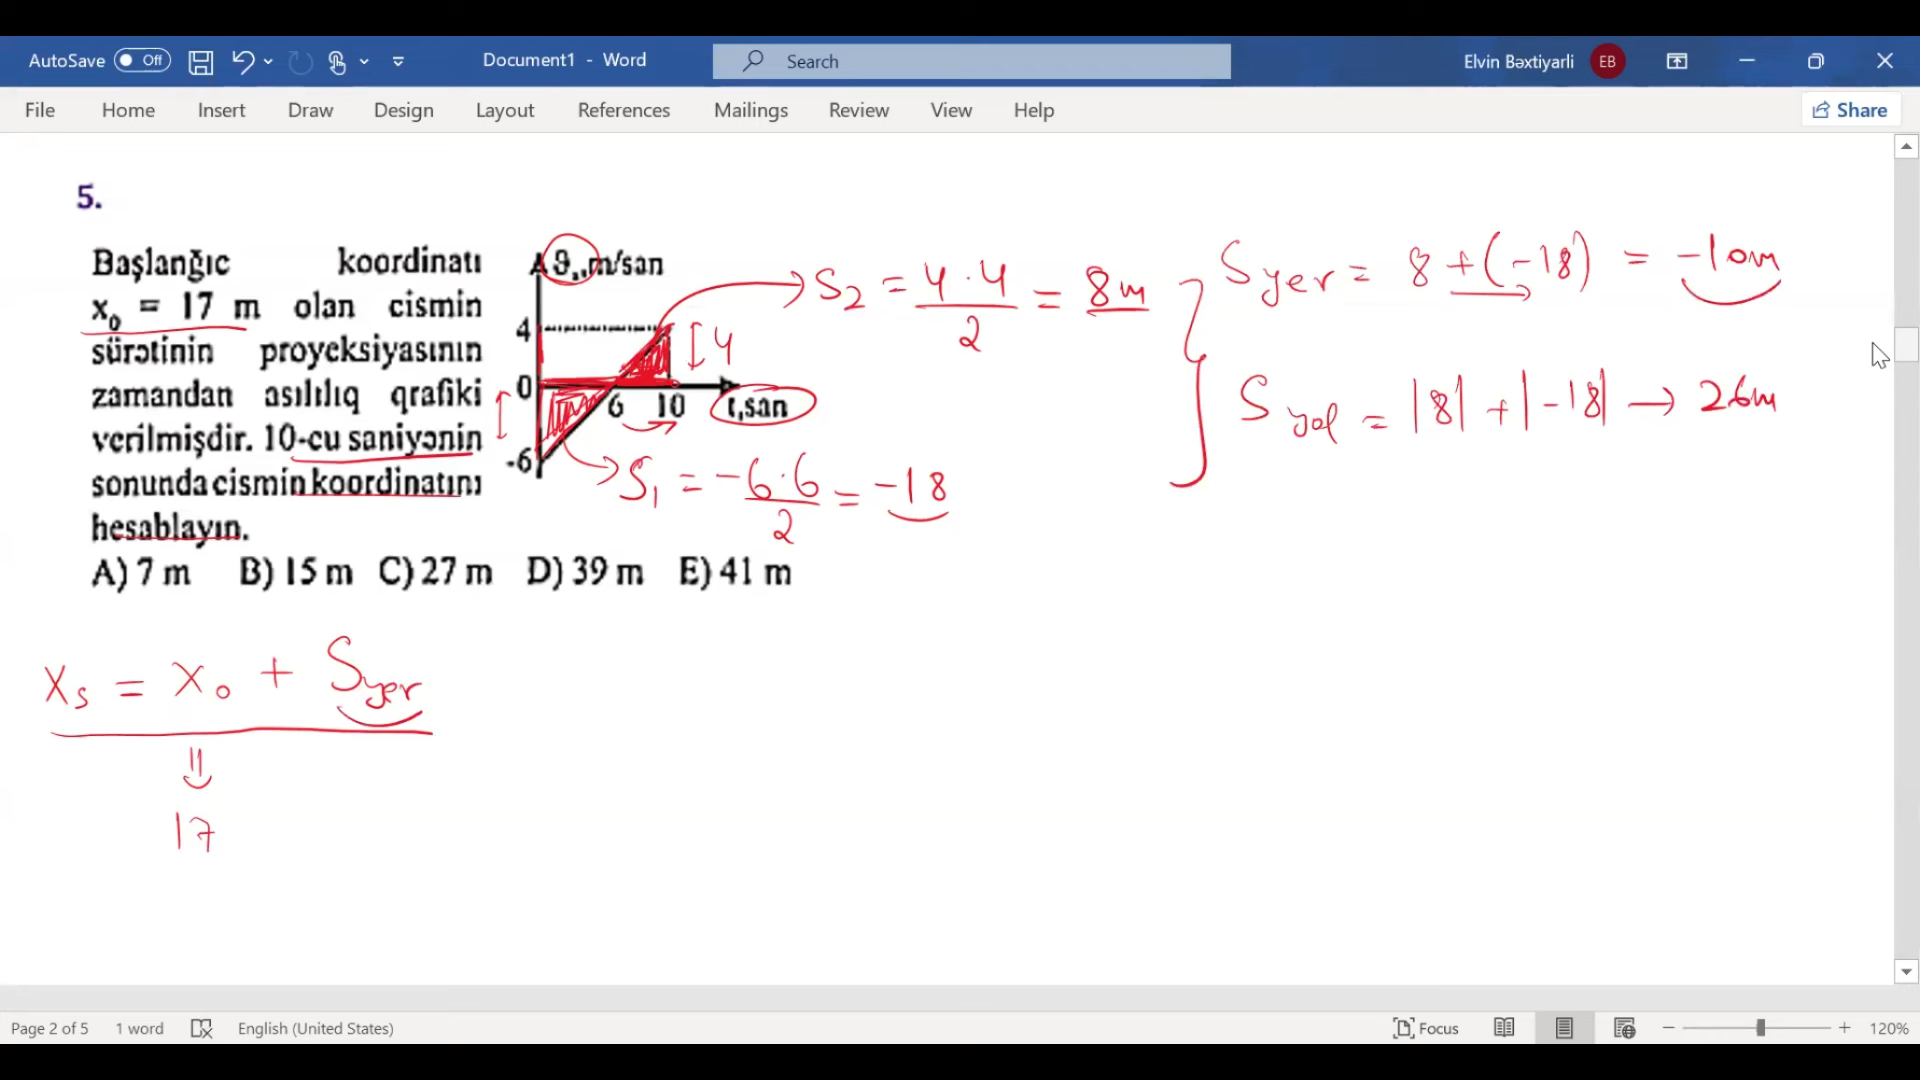 AutoSave Off Document1 - Word Search Elvin Bəxtiyarli EB
File Home Insert Draw Design Layout References Mailings Review View Help Share
5.
Başlanğıc koordinatı
x₀ = 17 m olan cismin
sürətinin proyeksiyasının
zamandan asılılıq qrafiki
verilmişdir. 10-cu saniyənin
sonunda cismin koordinatını
hesablayın.
A) 7 m B) 15 m C) 27 m D) 39 m E) 41 m
ϑₓ, m/san
4
0
-6
6 10 t,san
4
S₂ = 4·4/2 = 8m
S₁ = -6·6/2 = -18
Syer = 8 + (-18) = -10m
Syol = |8| + |-18| → 26m
Xs = X₀ + Syer
17
Page 2 of 5 1 word English (United States) Focus 120%